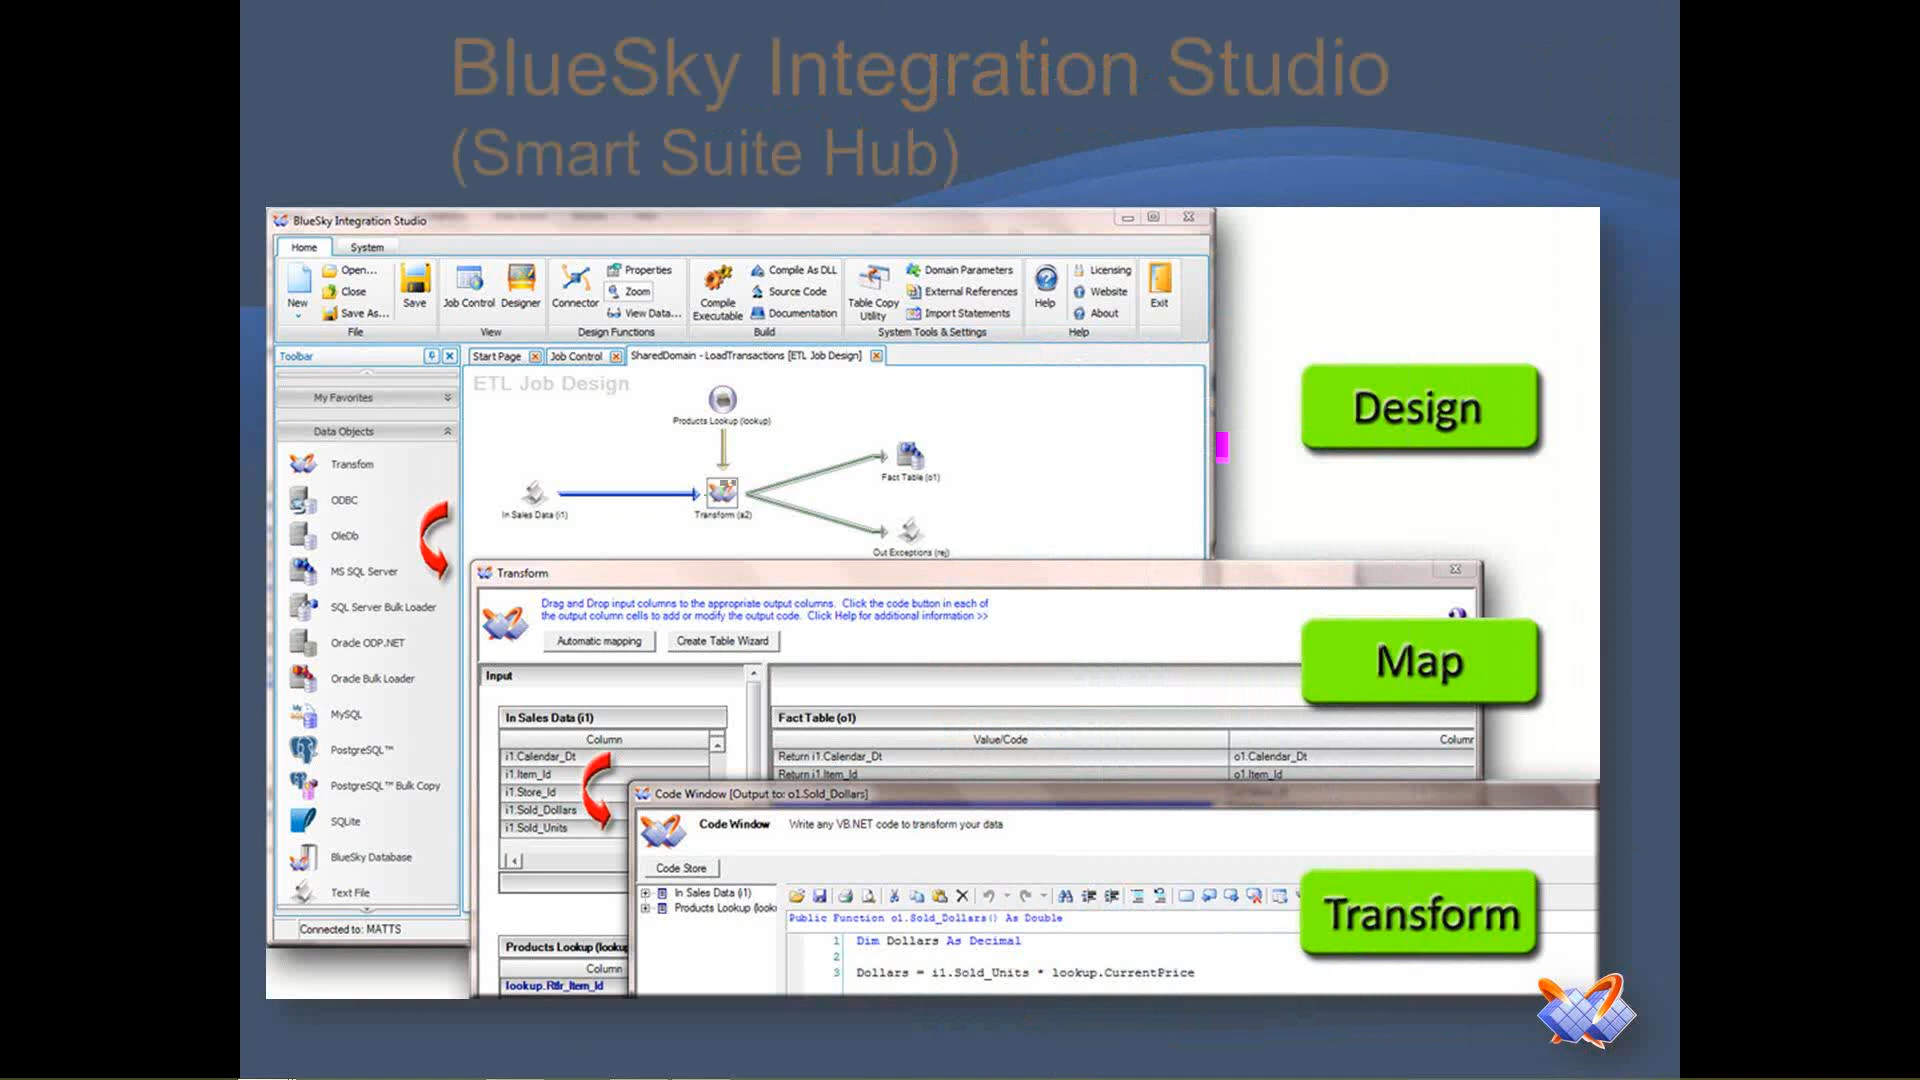 BlueSky Integration Studio
(Smart Suite Hub)
BlueSky Integration Studio
Home System
New
Open...
Close
Save As...
Save
File
Job Control
Designer
View
Connector
Properties
Zoom
View Data...
Design Functions
Compile Executable
Compile As DLL
Source Code
Documentation
Build
Table Copy Utility
Domain Parameters
External References
Import Statements
System Tools & Settings
Help
Licensing
Website
About
Help
Exit
Toolbar
Start Page
Job Control
SharedDomain - LoadTransactions [ETL Job Design]
My Favorites
Data Objects
Transfom
ODBC
OleDb
MS SQL Server
SQL Server Bulk Loader
Oracle ODP.NET
Oracle Bulk Loader
MySQL
PostgreSQL™
PostgreSQL™ Bulk Copy
SQLite
BlueSky Database
Text File
Connected to: MATTS
ETL Job Design
Products Lookup (lookup)
In Sales Data (i1)
Transform (a2)
Fact Table (o1)
Out Exceptions (rej)
Design
Transform
Drag and Drop input columns to the appropriate output columns. Click the code button in each of
the output column cells to add or modify the output code. Click Help for additional information >>
Automatic mapping
Create Table Wizard
Map
Input
In Sales Data (i1)
Column
i1.Calendar_Dt
i1.Item_Id
i1.Store_Id
i1.Sold_Dollars
i1.Sold_Units
Products Lookup (looku
Column
lookup.Rtlr_Item_Id
Fact Table (o1)
Value/Code Column
Return i1.Calendar_Dt o1.Calendar_Dt
Return i1.Item_Id o1.Item_Id
Code Window [Output to: o1.Sold_Dollars]
Code Window Write any VB.NET code to transform your data
Code Store
In Sales Data (i1)
Products Lookup (look
Public Function o1.Sold_Dollars() As Double
1 Dim Dollars As Decimal
2
3 Dollars = i1.Sold_Units * lookup.CurrentPrice
Transform